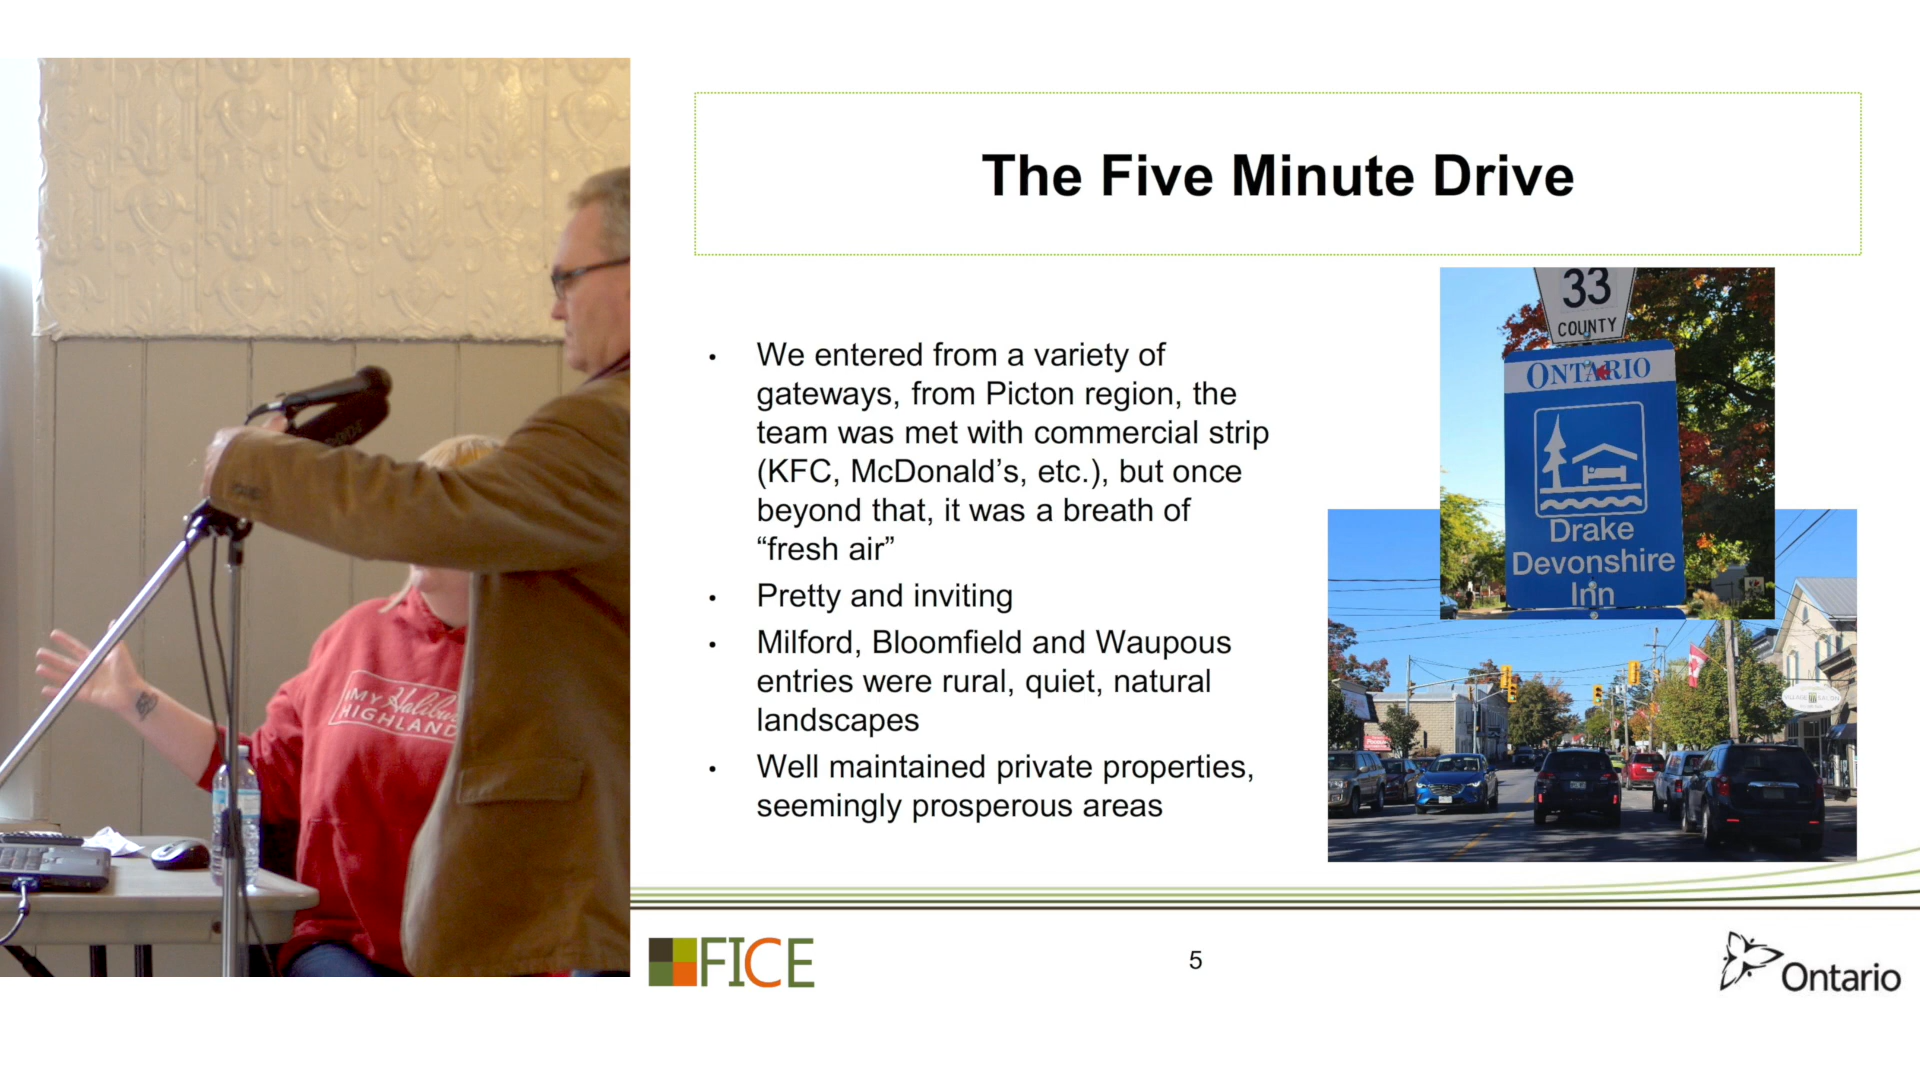 The Five Minute Drive
• We entered from a variety of
gateways, from Picton region, the
team was met with commercial strip
(KFC, McDonald’s, etc.), but once
beyond that, it was a breath of
“fresh air”
• Pretty and inviting
• Milford, Bloomfield and Waupous
entries were rural, quiet, natural
landscapes
• Well maintained private properties,
seemingly prosperous areas
33
COUNTY
ONTARIO
Drake
Devonshire
Inn
MY
HIGHLAND
FICE
5
Ontario